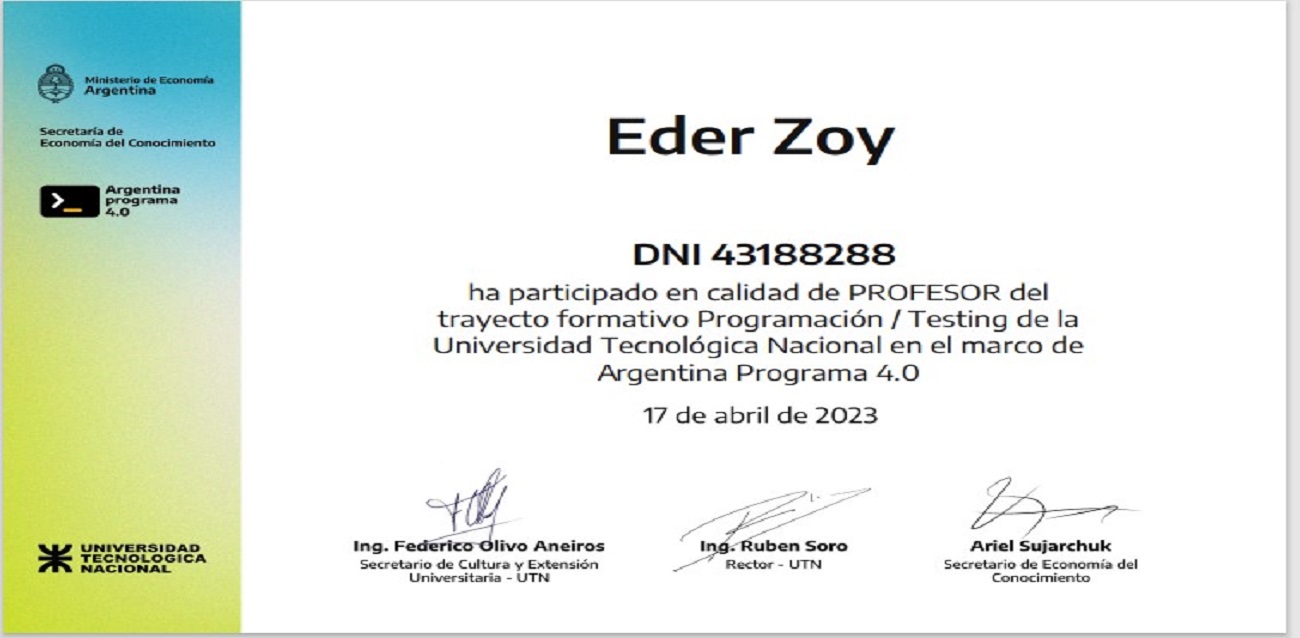 Ministerio de Economía
Argentina
Secretaría de
Economía del Conocimiento
Argentina
programa
4.0
Eder Zoy
DNI 43188288
ha participado en calidad de PROFESOR del
trayecto formativo Programación / Testing de la
Universidad Tecnológica Nacional en el marco de
Argentina Programa 4.0
17 de abril de 2023
Ing. Federico Olivo Aneiros
Secretario de Cultura y Extensión
Universitaria - UTN
Ing. Ruben Soro
Rector - UTN
Ariel Sujarchuk
Secretario de Economía del
Conocimiento
UNIVERSIDAD
TECNOLOGICA
NACIONAL